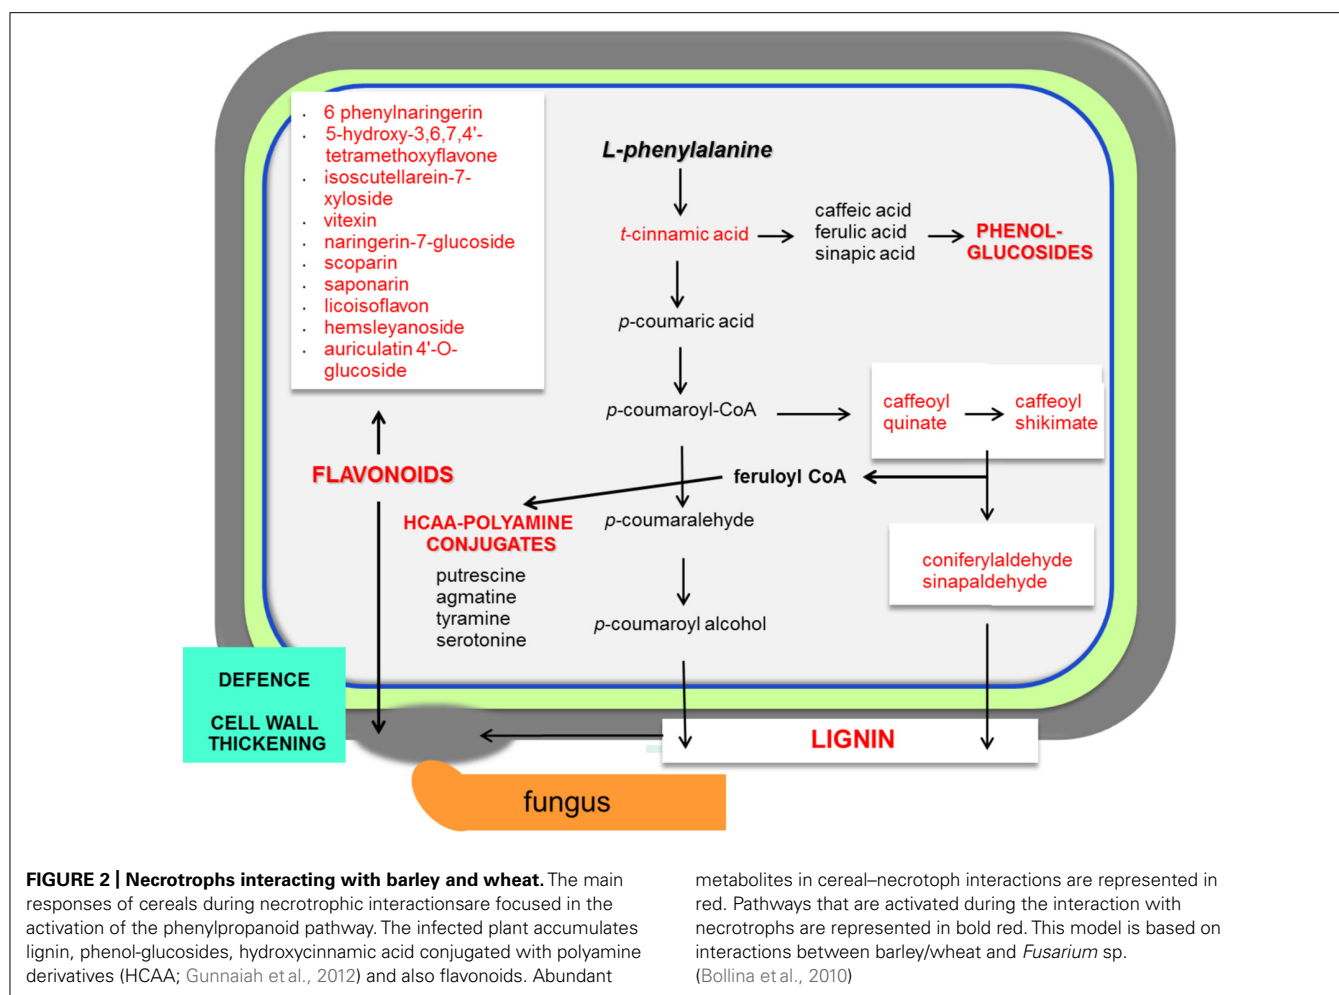 · 6 phenylnaringerin
· 5-hydroxy-3,6,7,4'-
tetramethoxyflavone
· isoscutellarein-7-
xyloside
· vitexin
· naringerin-7-glucoside
· scoparin
· saponarin
· licoisoflavon
· hemsleyanoside
· auriculatin 4'-O-
glucoside
L-phenylalanine
t-cinnamic acid
caffeic acid
ferulic acid
sinapic acid
PHENOL-
GLUCOSIDES
p-coumaric acid
p-coumaroyl-CoA
caffeoyl
quinate
caffeoyl
shikimate
FLAVONOIDS
feruloyl CoA
HCAA-POLYAMINE
CONJUGATES
putrescine
agmatine
tyramine
serotonine
p-coumaralehyde
coniferylaldehyde
sinapaldehyde
p-coumaroyl alcohol
DEFENCE
CELL WALL
THICKENING
LIGNIN
fungus
FIGURE 2 | Necrotrophs interacting with barley and wheat. The main
responses of cereals during necrotrophic interactionsare focused in the
activation of the phenylpropanoid pathway. The infected plant accumulates
lignin, phenol-glucosides, hydroxycinnamic acid conjugated with polyamine
derivatives (HCAA; Gunnaiah et al., 2012) and also flavonoids. Abundant
metabolites in cereal–necrotoph interactions are represented in
red. Pathways that are activated during the interaction with
necrotrophs are represented in bold red. This model is based on
interactions between barley/wheat and Fusarium sp.
(Bollina et al., 2010)